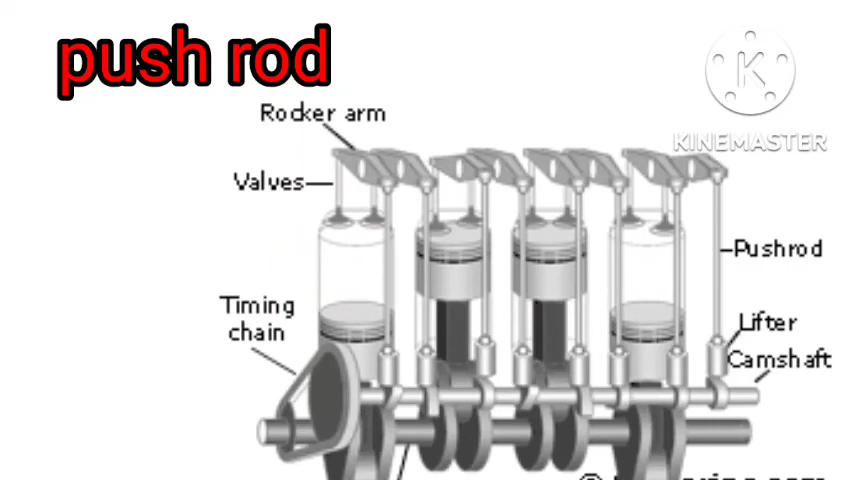 push rod
K
KINEMASTER
Rocker arm
Valves
Pushrod
Timing
chain
Lifter
Camshaft